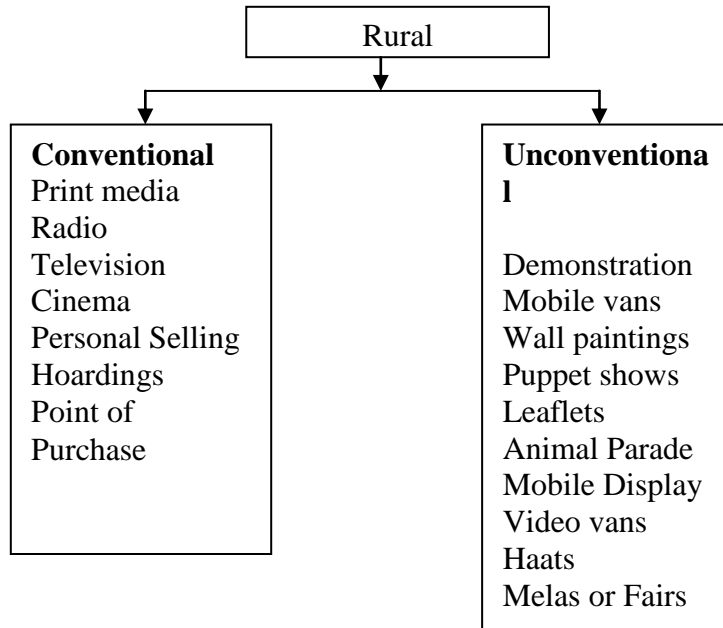 Rural
Conventional
Print media
Radio
Television
Cinema
Personal Selling
Hoardings
Point of
Purchase
Unconventiona
l
Demonstration
Mobile vans
Wall paintings
Puppet shows
Leaflets
Animal Parade
Mobile Display
Video vans
Haats
Melas or Fairs